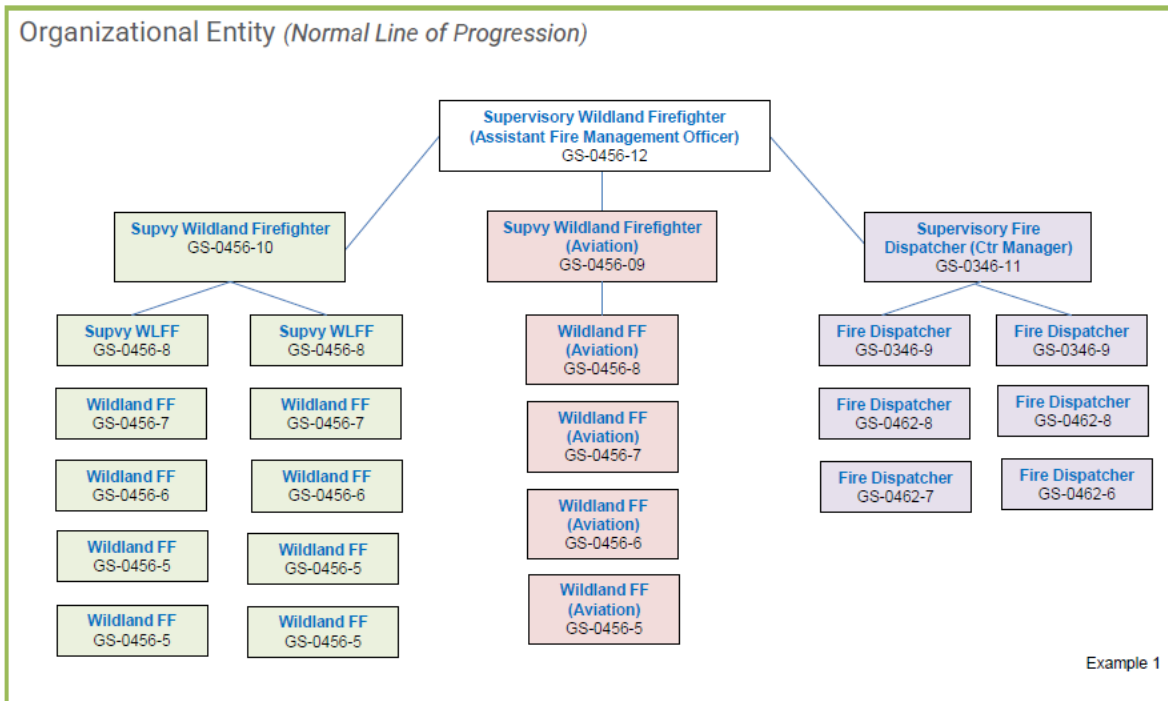 Organizational Entity (Normal Line of Progression)
Supervisory Wildland Firefighter
(Assistant Fire Management Officer)
GS-0456-12
Supvy Wildland Firefighter
GS-0456-10
Supvy Wildland Firefighter
(Aviation)
GS-0456-09
Supervisory Fire
Dispatcher (Ctr Manager)
GS-0346-11
Supvy WLFF
GS-0456-8
Supvy WLFF
GS-0456-8
Wildland FF
(Aviation)
GS-0456-8
Fire Dispatcher
GS-0346-9
Fire Dispatcher
GS-0346-9
Wildland FF
GS-0456-7
Wildland FF
GS-0456-7
Wildland FF
(Aviation)
GS-0456-7
Fire Dispatcher
GS-0462-8
Fire Dispatcher
GS-0462-8
Wildland FF
GS-0456-6
Wildland FF
GS-0456-6
Wildland FF
(Aviation)
GS-0456-6
Fire Dispatcher
GS-0462-7
Fire Dispatcher
GS-0462-6
Wildland FF
GS-0456-5
Wildland FF
GS-0456-5
Wildland FF
(Aviation)
GS-0456-5
Wildland FF
GS-0456-5
Wildland FF
GS-0456-5
Example 1